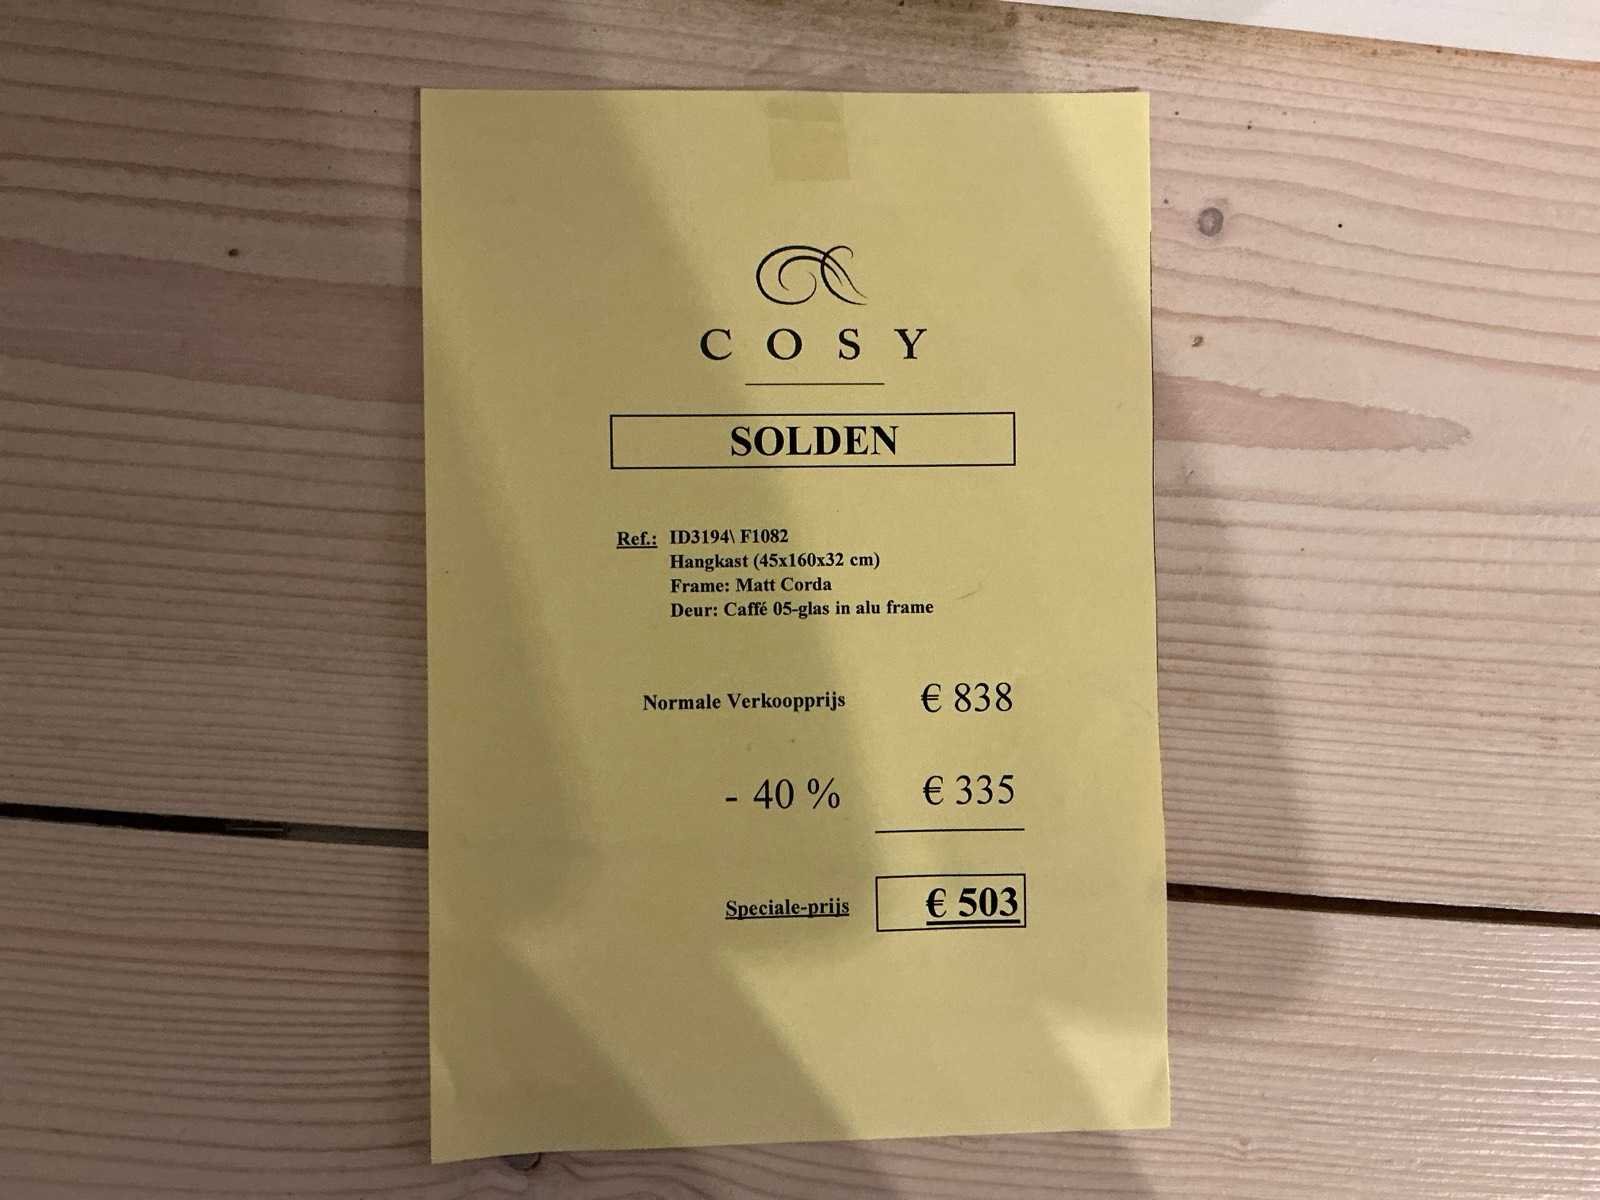 COSY
SOLDEN
Ref.: ID3194\ F1082
Hangkast (45x160x32 cm)
Frame: Matt Corda
Deur: Caffé 05-glas in alu frame
Normale Verkoopprijs € 838
- 40 % € 335
Speciale-prijs € 503